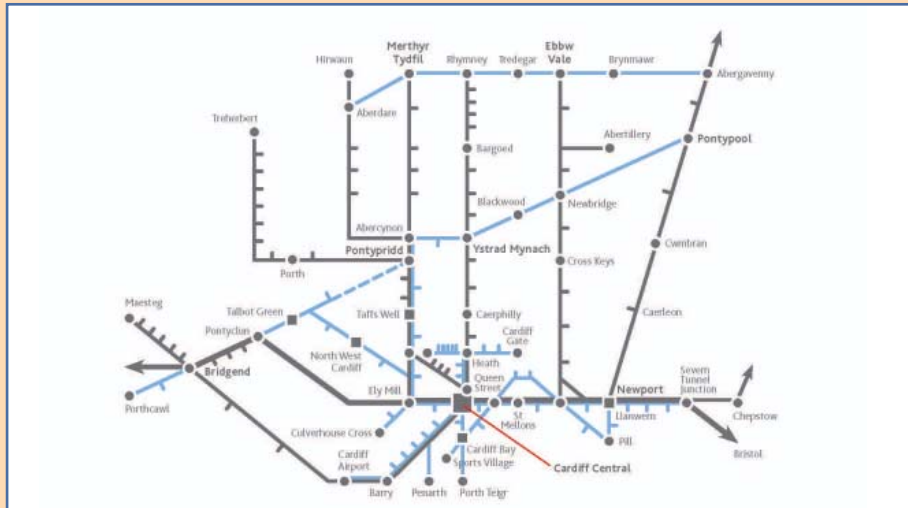 Merthyr
Tydfil
Ebbw
Vale
Hirwaun
Rhymney
Tredegar
Brynmawr
Abergavenny
Aberdare
Treherbert
Abertillery
Pontypool
Bargoed
Blackwood
Newbridge
Abercynon
Pontypridd
Ystrad Mynach
Cwmbran
Porth
Cross Keys
Maesteg
Talbot Green
Taffs Well
Caerphilly
Caerleon
Pontyclun
Cardiff
Gate
North West
Cardiff
Heath
Bridgend
Queen
Street
Newport
Severn
Tunnel
Junction
Ely Mill
Porthcawl
St
Mellons
Llanwern
Chepstow
Culverhouse Cross
Pill
Bristol
Cardiff
Airport
Cardiff Bay
Sports Village
Cardiff Central
Barry
Penarth
Porth Teigr